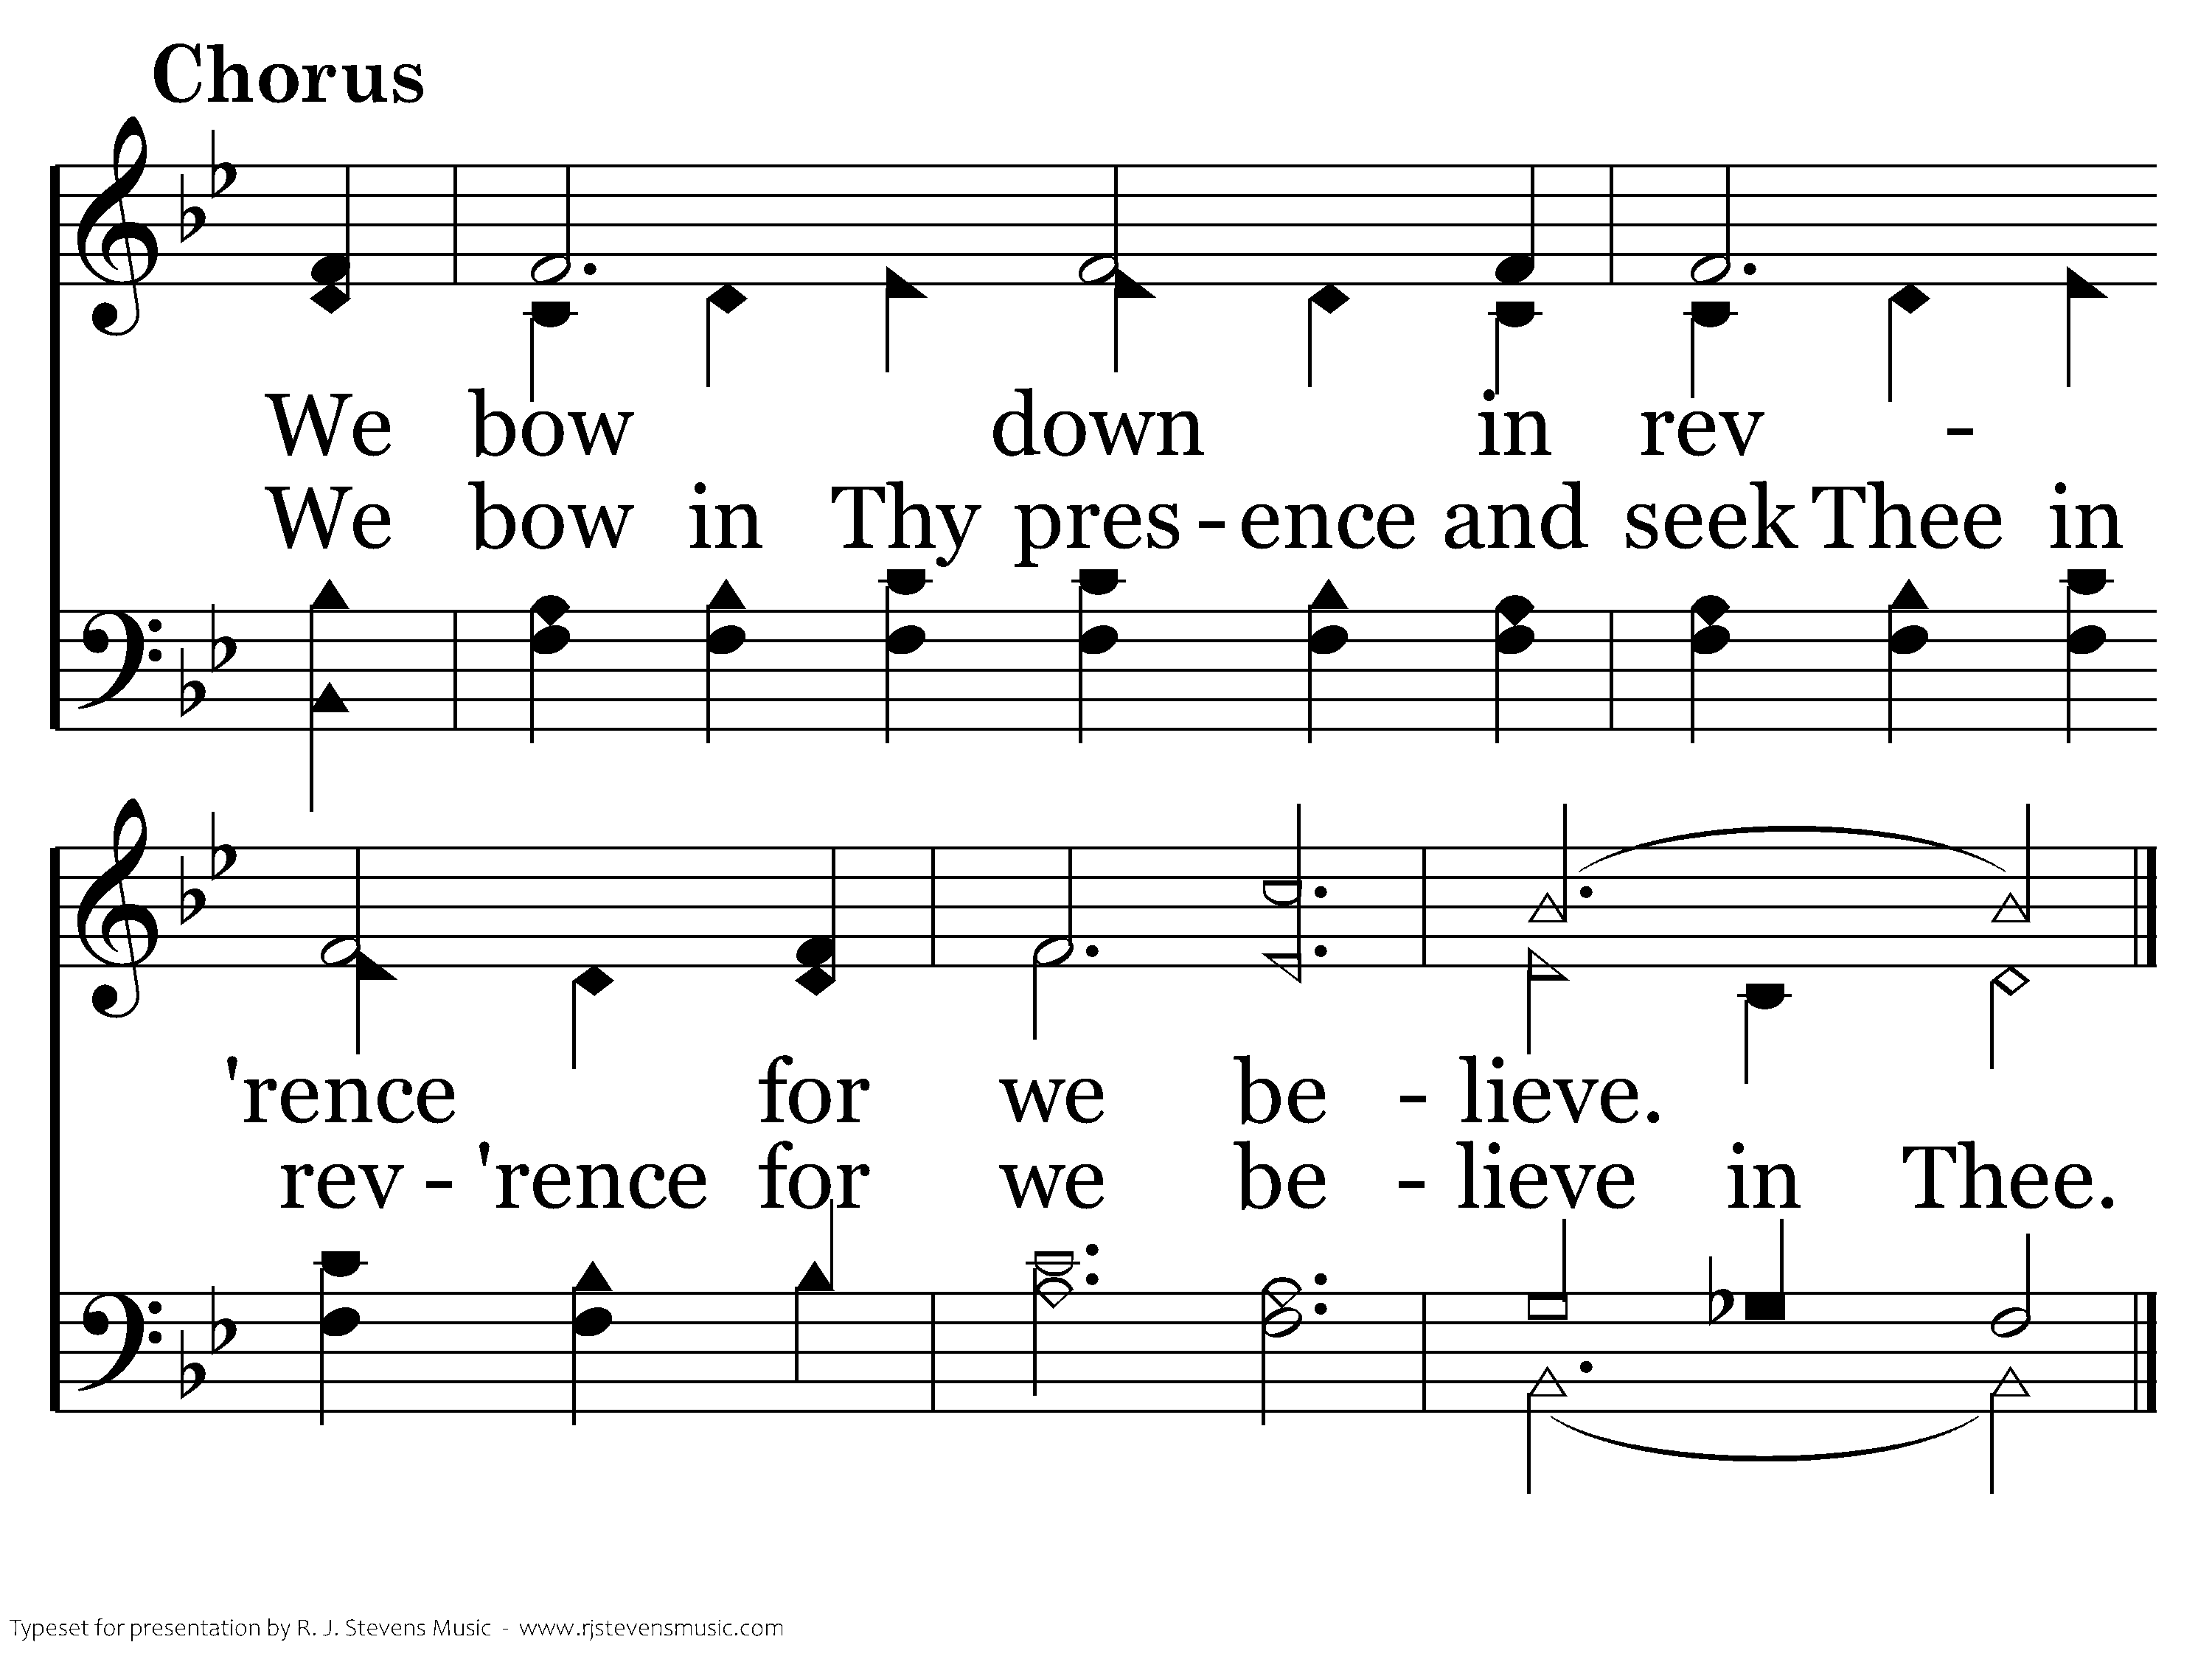 Chorus
We bow down in rev -
We bow in Thy pres - ence and seek Thee in
'rence for we be - lieve.
rev - 'rence for we be - lieve in Thee.
Typeset for presentation by R. J. Stevens Music - www.rjstevensmusic.com